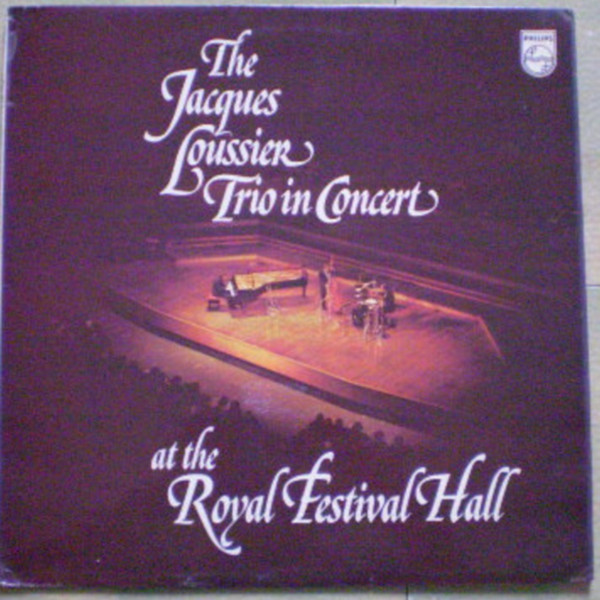 PHILIPS
The
Jacques
Loussier
Trio in Concert
at the
Royal Festival Hall